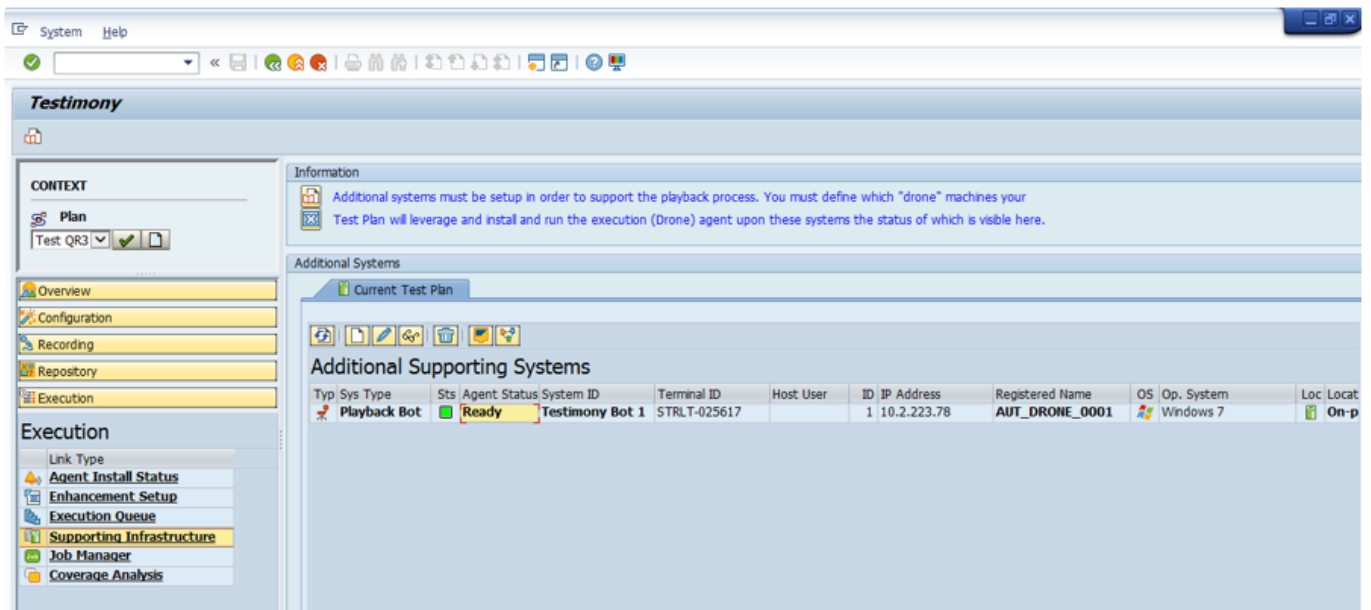 System Help
Testimony
CONTEXT
Plan
Test QR3
Overview
Configuration
Recording
Repository
Execution
Execution
Link Type
Agent Install Status
Enhancement Setup
Execution Queue
Supporting Infrastructure
Job Manager
Coverage Analysis
Information
Additional systems must be setup in order to support the playback process. You must define which "drone" machines your
Test Plan will leverage and install and run the execution (Drone) agent upon these systems the status of which is visible here.
Additional Systems
Current Test Plan
Additional Supporting Systems
Typ Sys Type Sts Agent Status System ID Terminal ID Host User ID IP Address Registered Name OS Op. System Loc Locat
Playback Bot Ready Testimony Bot 1 STRLT-025617 1 10.2.223.78 AUT_DRONE_0001 Windows 7 On-p